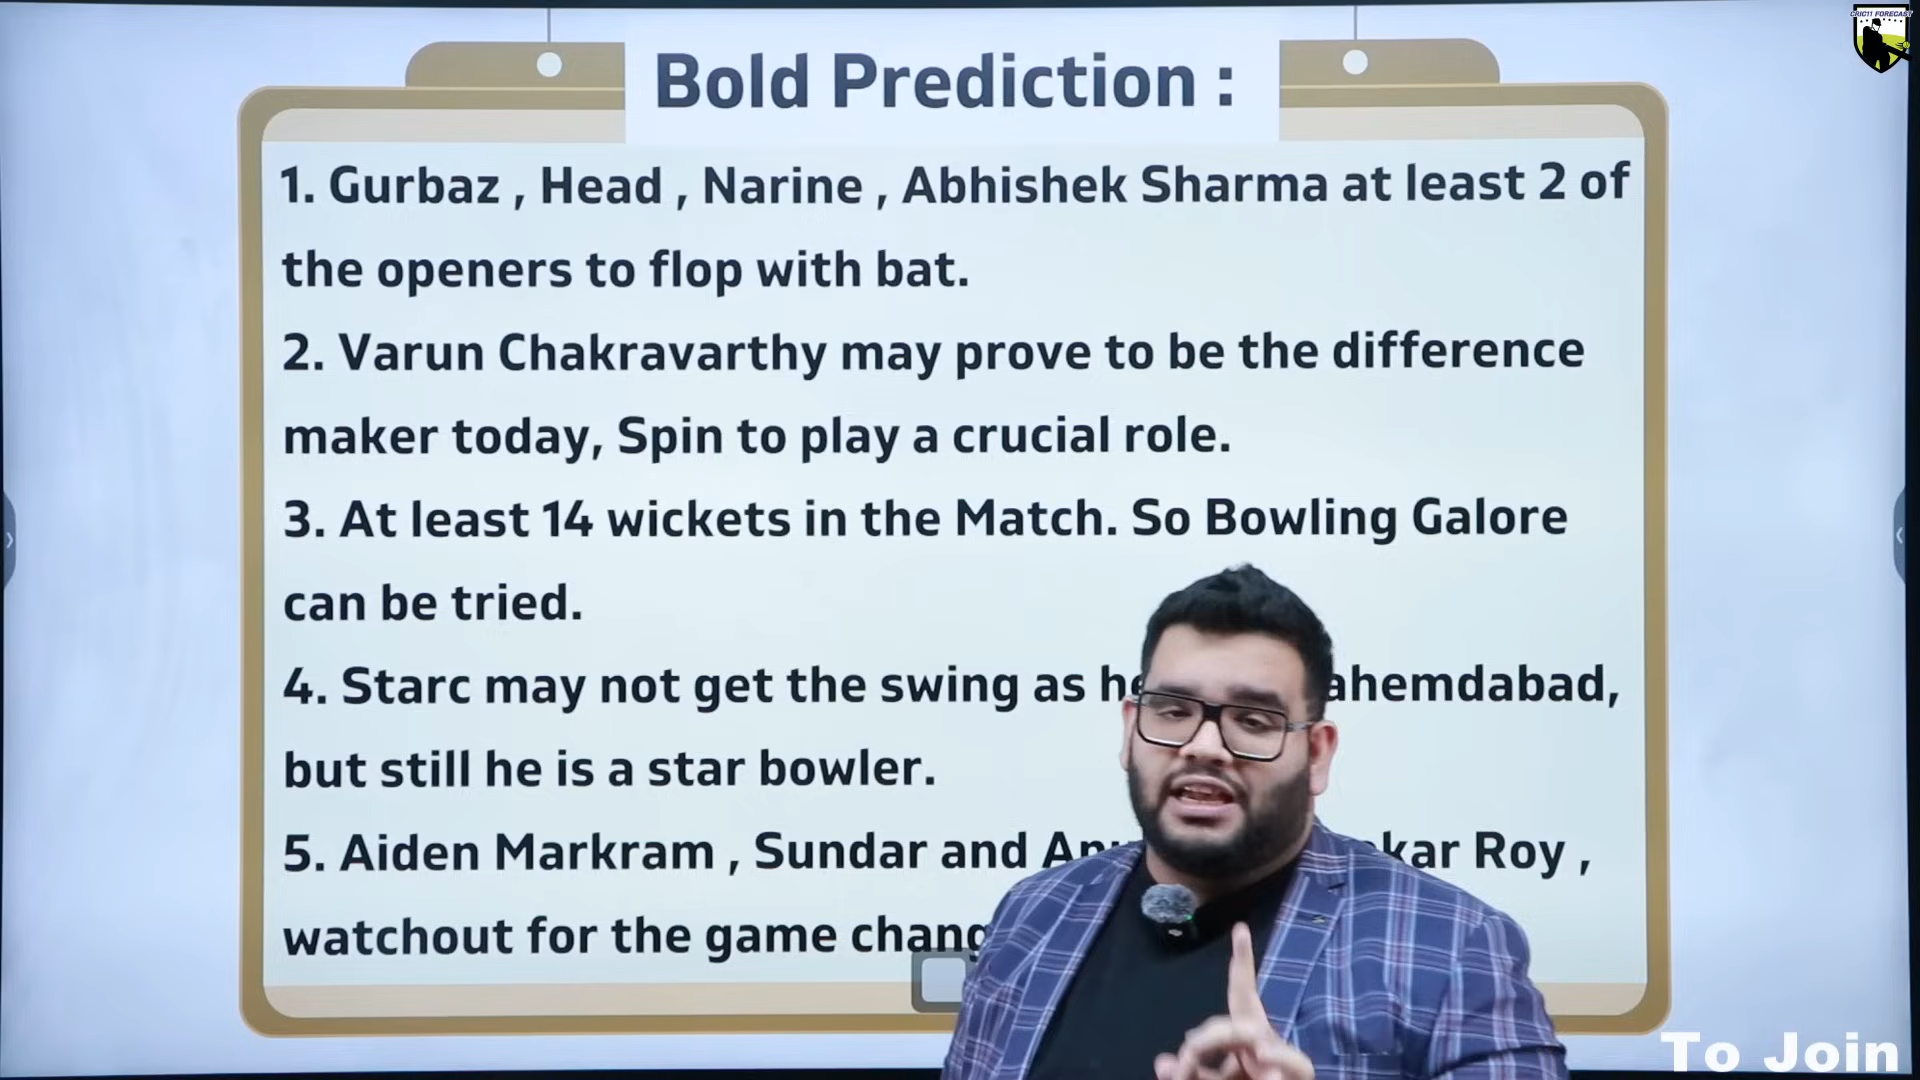 CRIC11 FORECAST
Bold Prediction :
1. Gurbaz , Head , Narine , Abhishek Sharma at least 2 of
the openers to flop with bat.
2. Varun Chakravarthy may prove to be the difference
maker today, Spin to play a crucial role.
3. At least 14 wickets in the Match. So Bowling Galore
can be tried.
4. Starc may not get the swing as ahemdabad,
but still he is a star bowler.
5. Aiden Markram , Sundar and Roy ,
watchout for the game
To Join